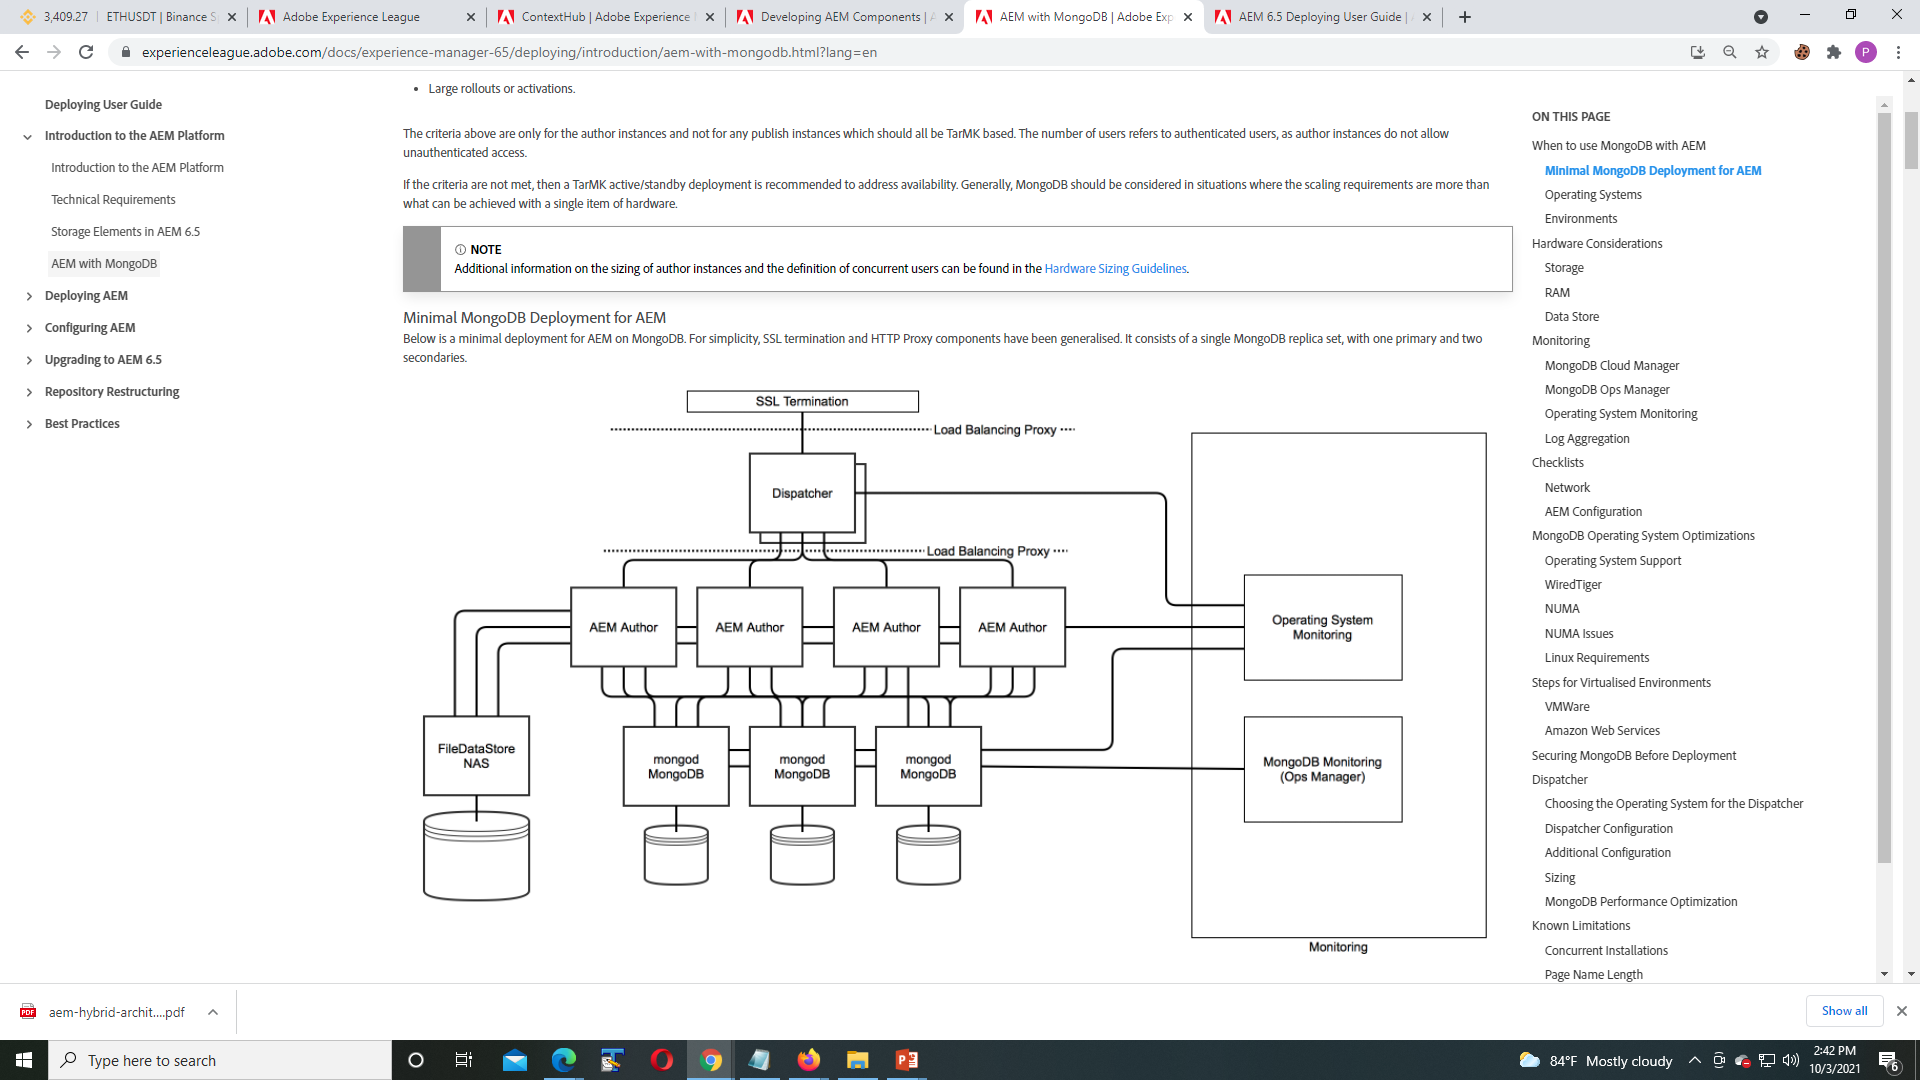 3,409.27 | ETHUSDT | Binance S
Adobe Experience League
ContextHub | Adobe Experience
Developing AEM Components |
AEM with MongoDB | Adobe Exp
AEM 6.5 Deploying User Guide |
experienceleague.adobe.com/docs/experience-manager-65/deploying/introduction/aem-with-mongodb.html?lang=en
P
Deploying User Guide
Introduction to the AEM Platform
Introduction to the AEM Platform
Technical Requirements
Storage Elements in AEM 6.5
AEM with MongoDB
Deploying AEM
Configuring AEM
Upgrading to AEM 6.5
Repository Restructuring
Best Practices
• Large rollouts or activations.
The criteria above are only for the author instances and not for any publish instances which should all be TarMK based. The number of users refers to authenticated users, as author instances do not allow
unauthenticated access.
If the criteria are not met, then a TarMK active/standby deployment is recommended to address availability. Generally, MongoDB should be considered in situations where the scaling requirements are more than
what can be achieved with a single item of hardware.
NOTE
Additional information on the sizing of author instances and the definition of concurrent users can be found in the Hardware Sizing Guidelines.
Minimal MongoDB Deployment for AEM
Below is a minimal deployment for AEM on MongoDB. For simplicity, SSL termination and HTTP Proxy components have been generalised. It consists of a single MongoDB replica set, with one primary and two
secondaries.
SSL Termination
Load Balancing Proxy
Dispatcher
Load Balancing Proxy
AEM Author
AEM Author
AEM Author
AEM Author
Operating System
Monitoring
FileDataStore
NAS
mongod
MongoDB
mongod
MongoDB
mongod
MongoDB
MongoDB Monitoring
(Ops Manager)
Monitoring
ON THIS PAGE
When to use MongoDB with AEM
Minimal MongoDB Deployment for AEM
Operating Systems
Environments
Hardware Considerations
Storage
RAM
Data Store
Monitoring
MongoDB Cloud Manager
MongoDB Ops Manager
Operating System Monitoring
Log Aggregation
Checklists
Network
AEM Configuration
MongoDB Operating System Optimizations
Operating System Support
WiredTiger
NUMA
NUMA Issues
Linux Requirements
Steps for Virtualised Environments
VMWare
Amazon Web Services
Securing MongoDB Before Deployment
Dispatcher
Choosing the Operating System for the Dispatcher
Dispatcher Configuration
Additional Configuration
Sizing
MongoDB Performance Optimization
Known Limitations
Concurrent Installations
Page Name Length
PDF
aem-hybrid-archit....pdf
Show all
Type here to search
84°F Mostly cloudy
2:42 PM
10/3/2021
6